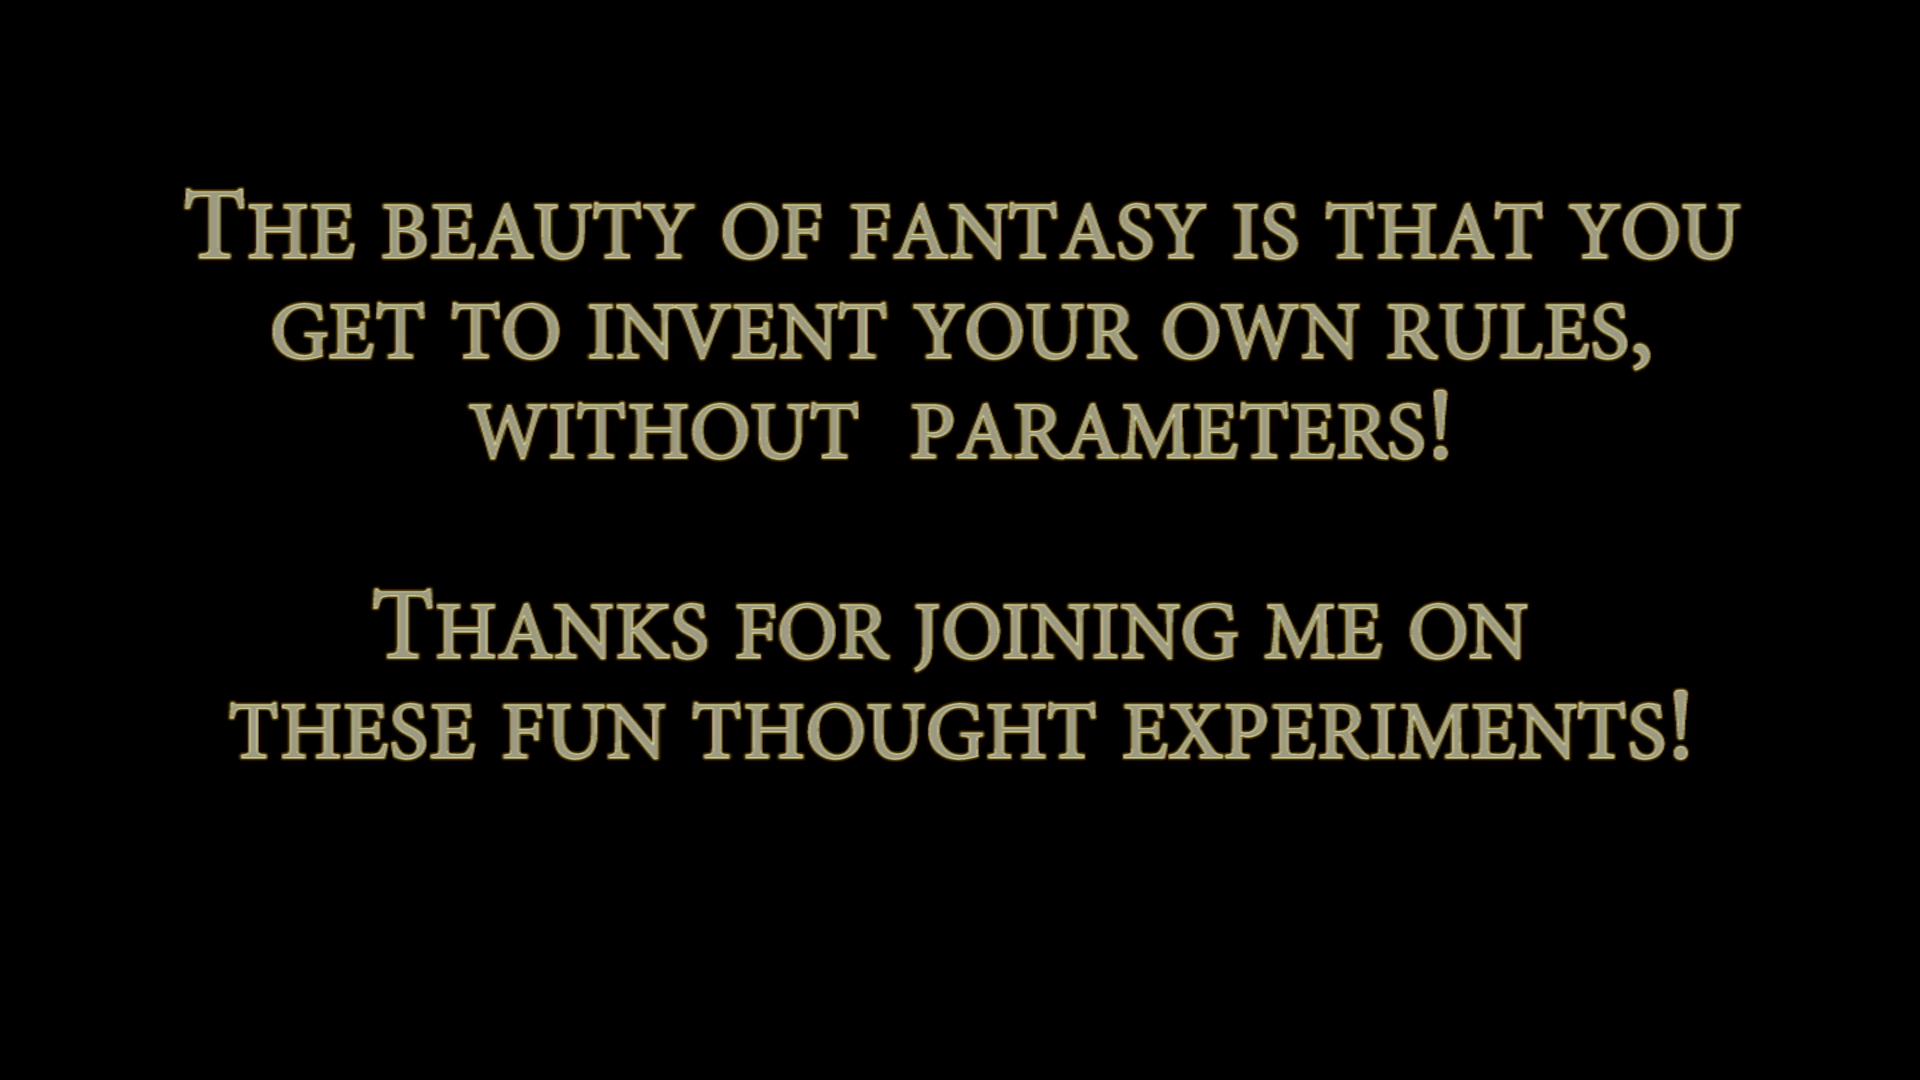 The beauty of fantasy is that you
get to invent your own rules,
without  parameters!
Thanks for joining me on
these fun thought experiments!